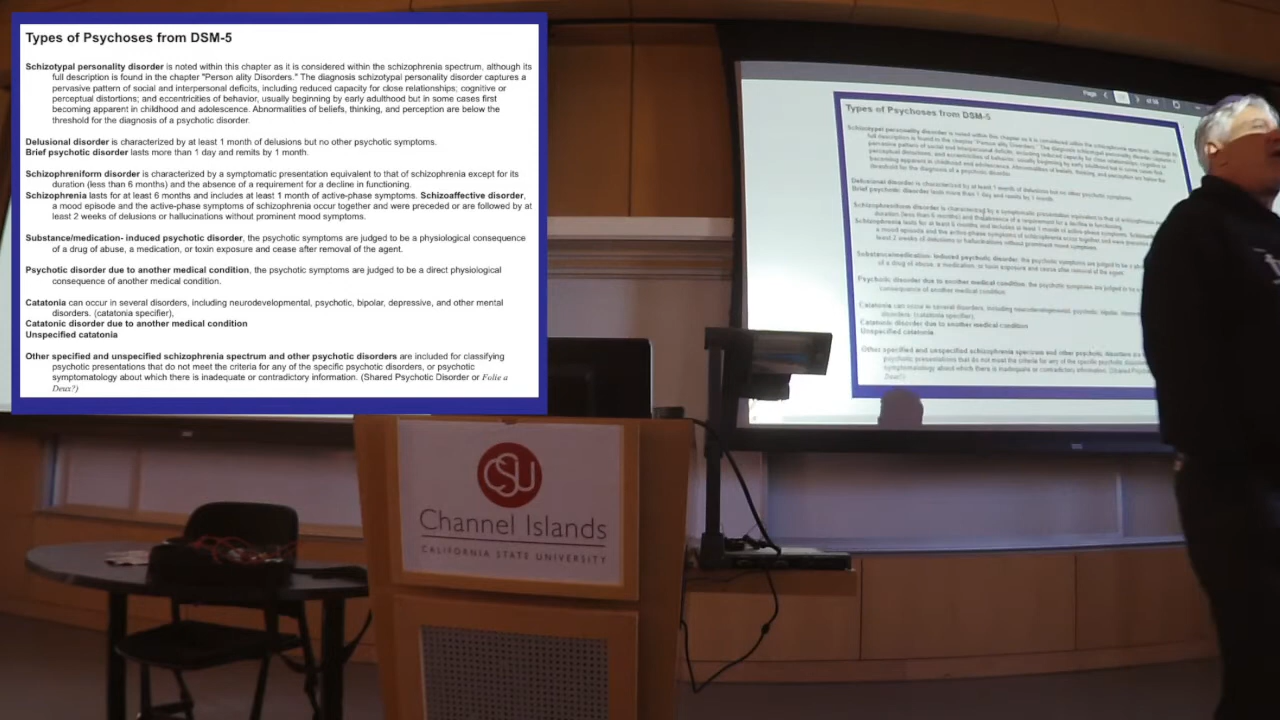 Types of Psychoses from DSM-5
Schizotypal personality disorder is noted within this chapter as it is considered within the schizophrenia spectrum, although its
full description is found in the chapter "Person ality Disorders." The diagnosis schizotypal personality disorder captures a
pervasive pattern of social and interpersonal deficits, including reduced capacity for close relationships; cognitive or
perceptual distortions; and eccentricities of behavior, usually beginning by early adulthood but in some cases first
becoming apparent in childhood and adolescence. Abnormalities of beliefs, thinking, and perception are below the
threshold for the diagnosis of a psychotic disorder.
Delusional disorder is characterized by at least 1 month of delusions but no other psychotic symptoms.
Brief psychotic disorder lasts more than 1 day and remits by 1 month.
Schizophreniform disorder is characterized by a symptomatic presentation equivalent to that of schizophrenia except for its
duration (less than 6 months) and the absence of a requirement for a decline in functioning.
Schizophrenia lasts for at least 6 months and includes at least 1 month of active-phase symptoms. Schizoaffective disorder,
a mood episode and the active-phase symptoms of schizophrenia occur together and were preceded or are followed by at
least 2 weeks of delusions or hallucinations without prominent mood symptoms.
Substance/medication- induced psychotic disorder, the psychotic symptoms are judged to be a physiological consequence
of a drug of abuse, a medication, or toxin exposure and cease after removal of the agent.
Psychotic disorder due to another medical condition, the psychotic symptoms are judged to be a direct physiological
consequence of another medical condition.
Catatonia can occur in several disorders, including neurodevelopmental, psychotic, bipolar, depressive, and other mental
disorders. (catatonia specifier),
Catatonic disorder due to another medical condition
Unspecified catatonia
Other specified and unspecified schizophrenia spectrum and other psychotic disorders are included for classifying
psychotic presentations that do not meet the criteria for any of the specific psychotic disorders, or psychotic
symptomatology about which there is inadequate or contradictory information. (Shared Psychotic Disorder or Folie a
Deux?)
Page
Types of Psychoses from DSM-5
CSU
Channel Islands
CALIFORNIA STATE UNIVERSITY